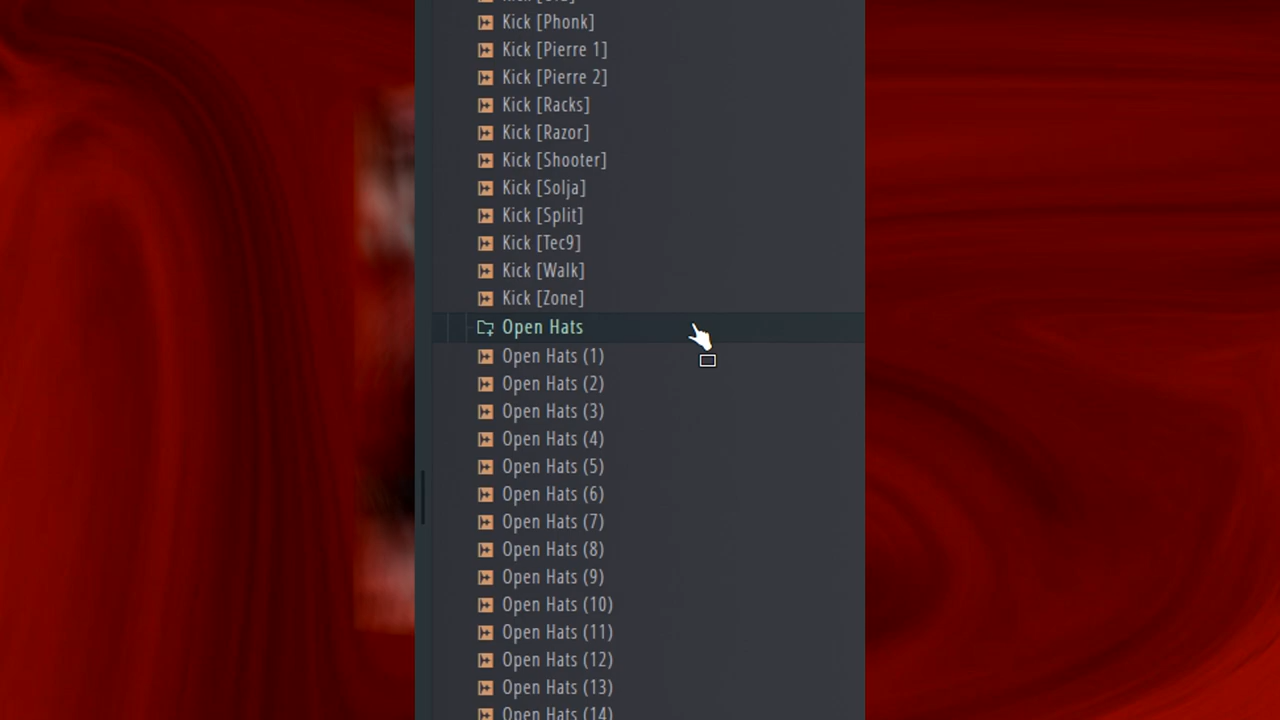 Kick [Phonk]
Kick [Pierre 1]
Kick [Pierre 2]
Kick [Racks]
Kick [Razor]
Kick [Shooter]
Kick [Solja]
Kick [Split]
Kick [Tec9]
Kick [Walk]
Kick [Zone]
Open Hats
Open Hats (1)
Open Hats (2)
Open Hats (3)
Open Hats (4)
Open Hats (5)
Open Hats (6)
Open Hats (7)
Open Hats (8)
Open Hats (9)
Open Hats (10)
Open Hats (11)
Open Hats (12)
Open Hats (13)
Open Hats (14)